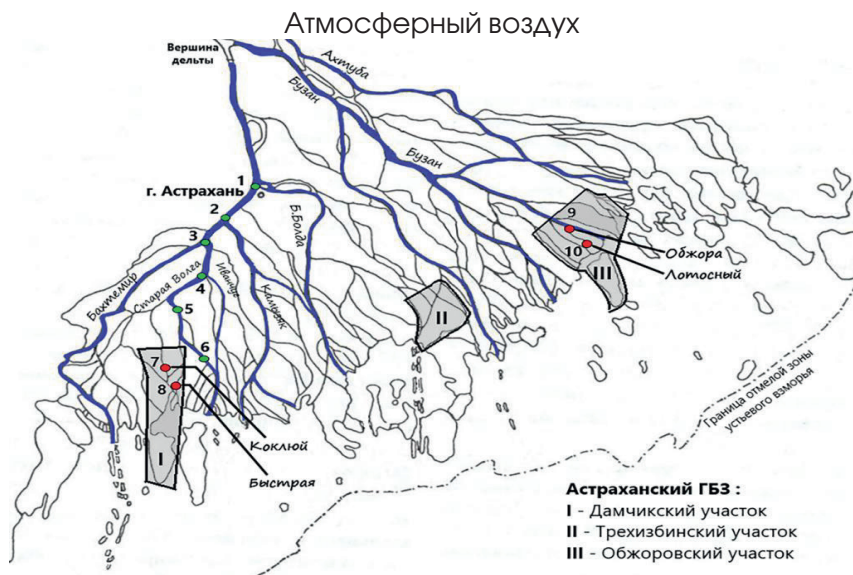 Атмосферный воздух
Вершина
дельты
Ахтуба
Бузан
Бузан
1
г. Астрахань
2
Б.Болда
3
9
10
Обжора
Лотосный
III
Бахтемир
Старая Волга
Иванчуг
Камызяк
4
5
II
6
7
8
Коклюй
Быстрая
I
Граница отмелой зоны
устьевого взморья
Астраханский ГБЗ :
I - Дамчикский участок
II - Трехизбинский участок
III - Обжоровский участок